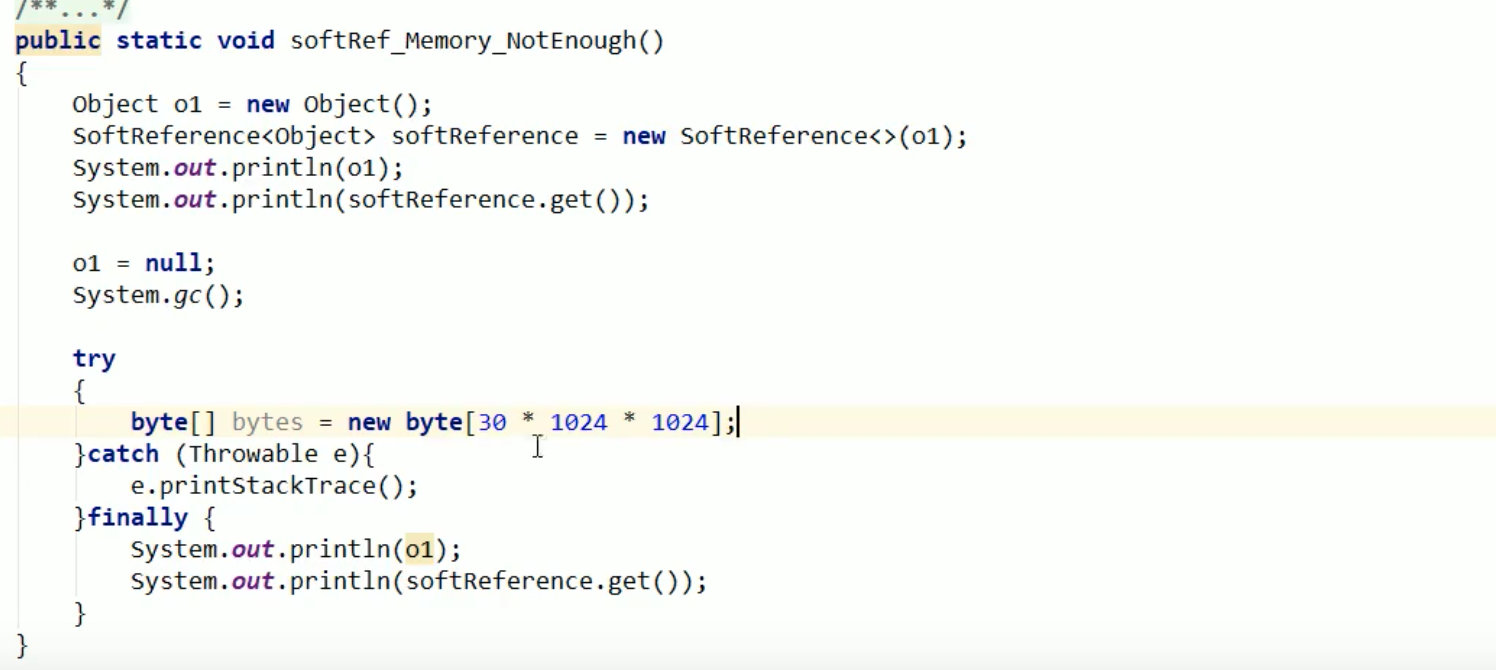 /**...*/
public static void softRef_Memory_NotEnough()
{
    Object o1 = new Object();
    SoftReference<Object> softReference = new SoftReference<>(o1);
    System.out.println(o1);
    System.out.println(softReference.get());

    o1 = null;
    System.gc();

    try
    {
        byte[] bytes = new byte[30 * 1024 * 1024];
    }catch (Throwable e){
        e.printStackTrace();
    }finally {
        System.out.println(o1);
        System.out.println(softReference.get());
    }
}